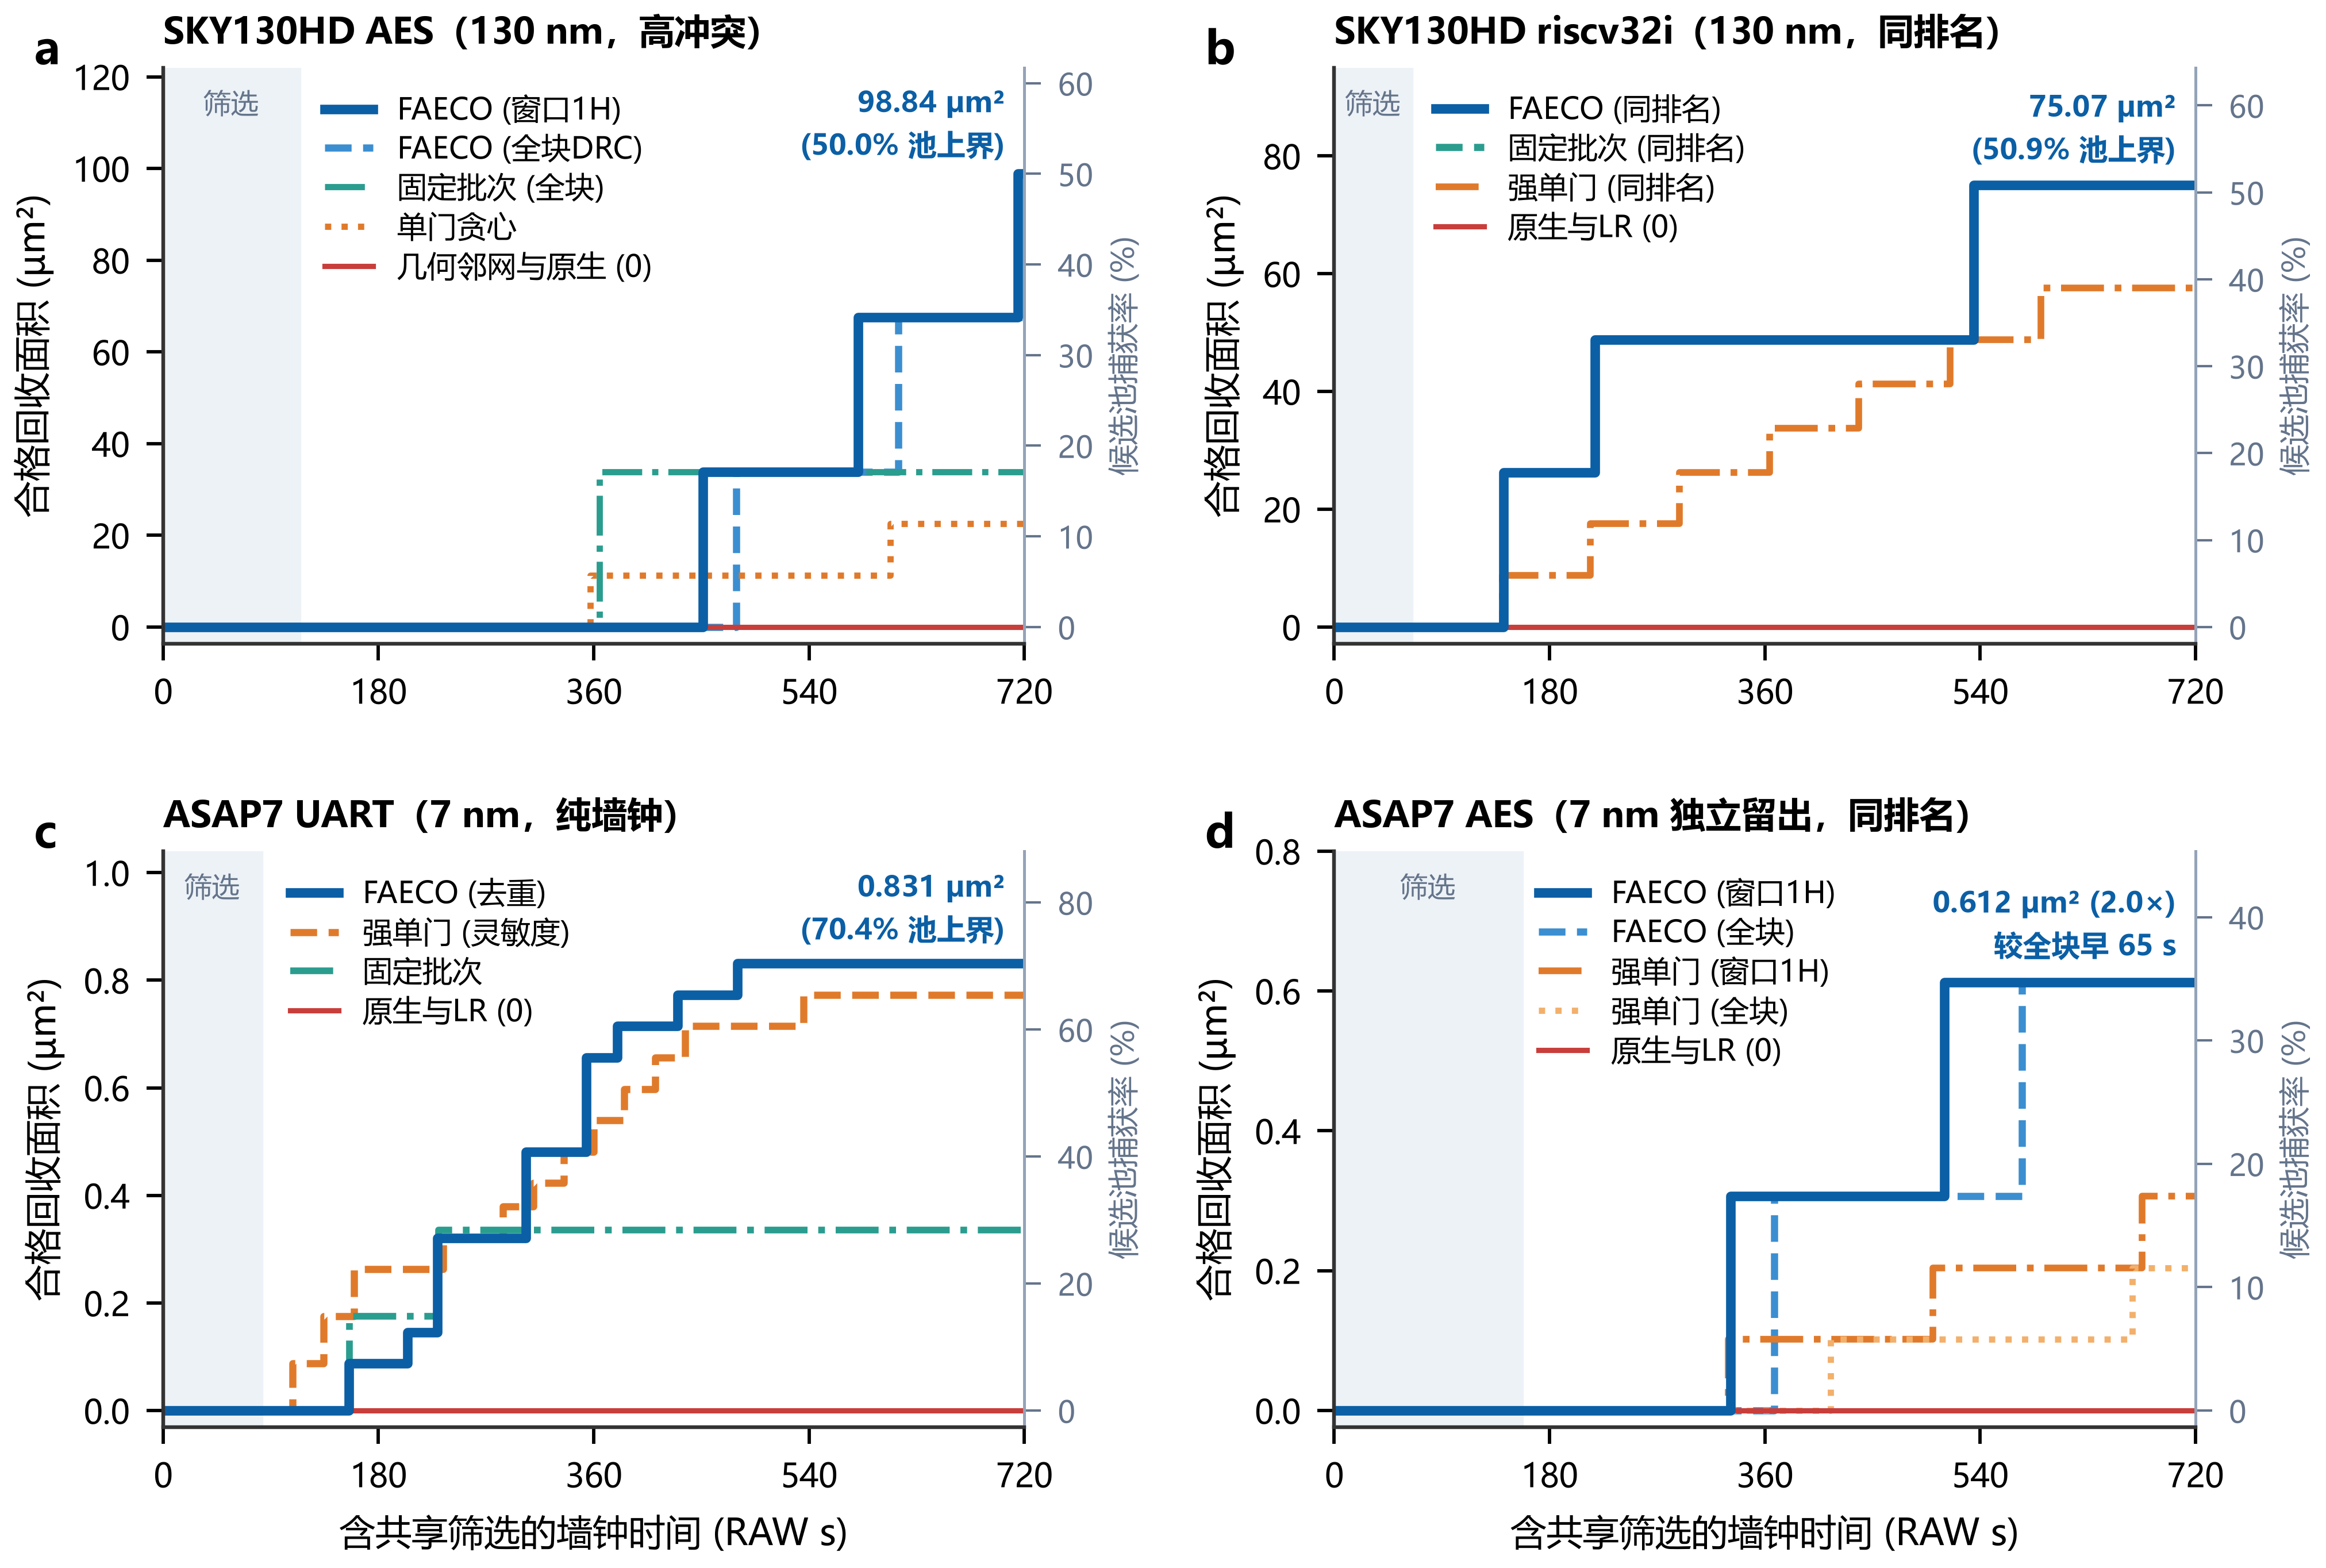 a
SKY130HD AES（130 nm，高冲突）
筛选
FAECO (窗口1H)
FAECO (全块DRC)
固定批次 (全块)
单门贪心
几何邻网与原生 (0)
98.84 μm²
(50.0% 池上界)
合格回收面积 (μm²)
120
100
80
60
40
20
0
候选池捕获率 (%)
60
50
40
30
20
10
0
0 180 360 540 720
b
SKY130HD riscv32i（130 nm，同排名）
筛选
FAECO (同排名)
固定批次 (同排名)
强单门 (同排名)
原生与LR (0)
75.07 μm²
(50.9% 池上界)
合格回收面积 (μm²)
80
60
40
20
0
候选池捕获率 (%)
60
50
40
30
20
10
0
0 180 360 540 720
c
ASAP7 UART（7 nm，纯墙钟）
筛选
FAECO (去重)
强单门 (灵敏度)
固定批次
原生与LR (0)
0.831 μm²
(70.4% 池上界)
合格回收面积 (μm²)
1.0
0.8
0.6
0.4
0.2
0.0
候选池捕获率 (%)
80
60
40
20
0
0 180 360 540 720
含共享筛选的墙钟时间 (RAW s)
d
ASAP7 AES（7 nm 独立留出，同排名）
筛选
FAECO (窗口1H)
FAECO (全块)
强单门 (窗口1H)
强单门 (全块)
原生与LR (0)
0.612 μm² (2.0×)
较全块早 65 s
合格回收面积 (μm²)
0.8
0.6
0.4
0.2
0.0
候选池捕获率 (%)
40
30
20
10
0
0 180 360 540 720
含共享筛选的墙钟时间 (RAW s)